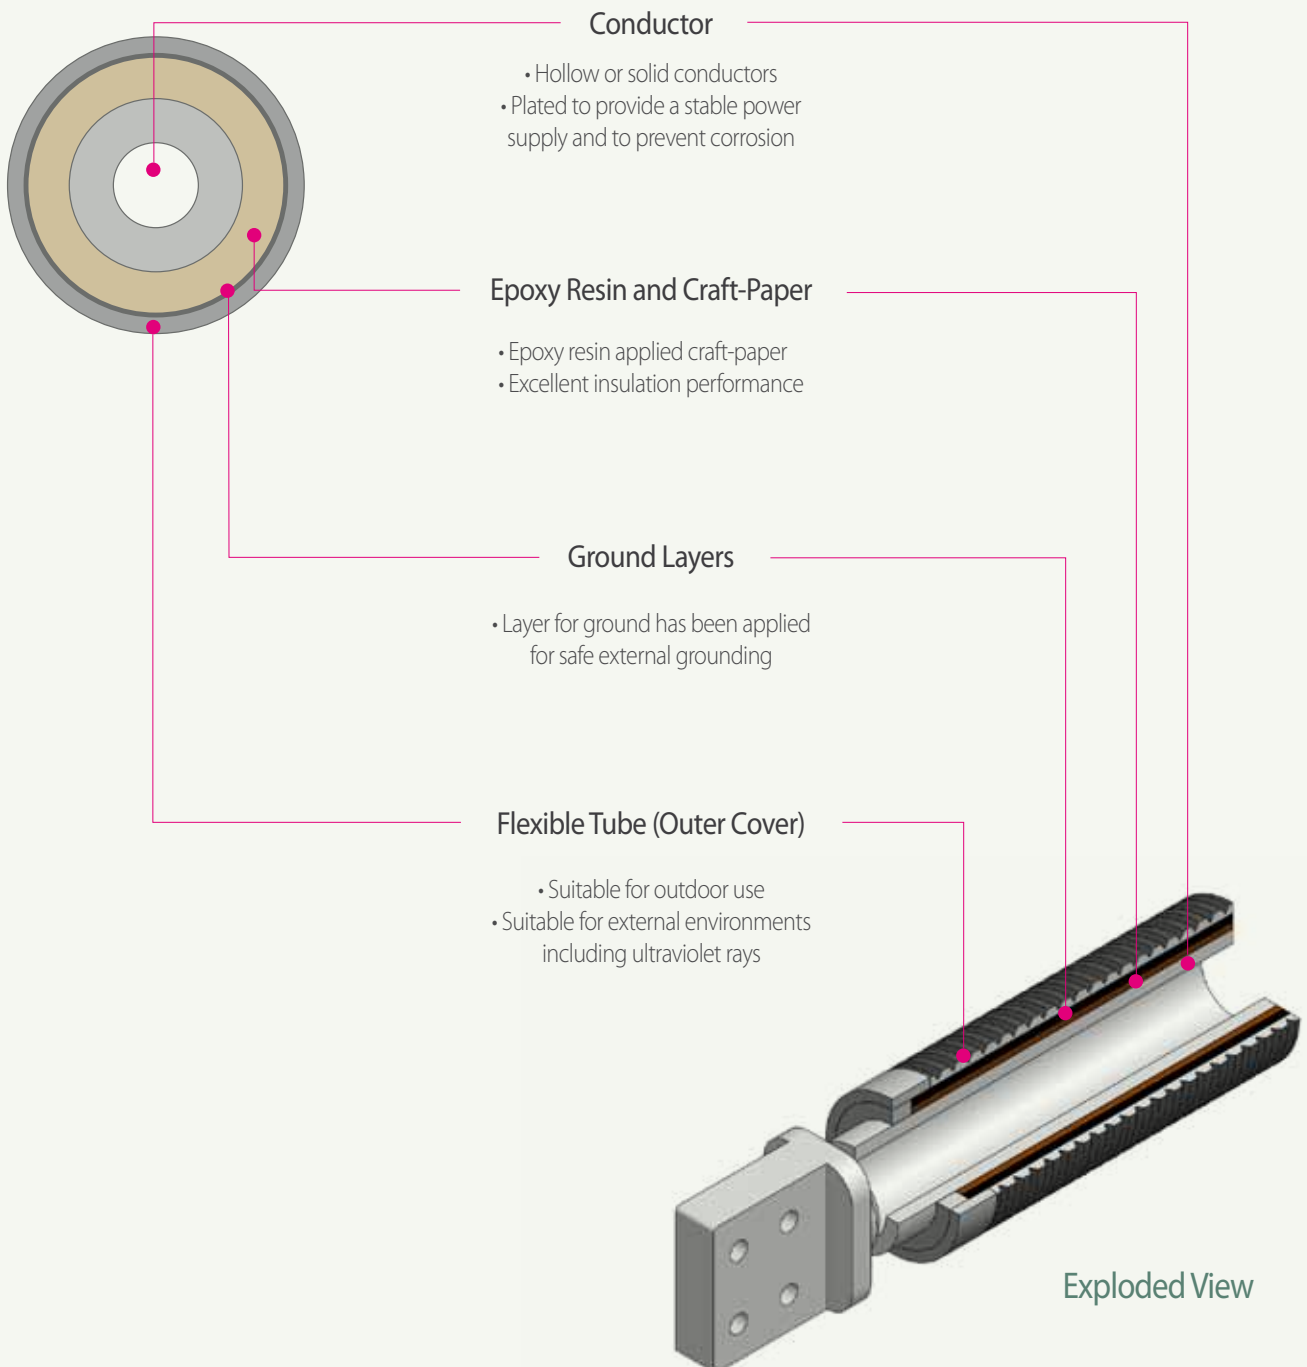 Conductor
• Hollow or solid conductors
• Plated to provide a stable power
supply and to prevent corrosion
Epoxy Resin and Craft-Paper
• Epoxy resin applied craft-paper
• Excellent insulation performance
Ground Layers
• Layer for ground has been applied
for safe external grounding
Flexible Tube (Outer Cover)
• Suitable for outdoor use
• Suitable for external environments
including ultraviolet rays
Exploded View